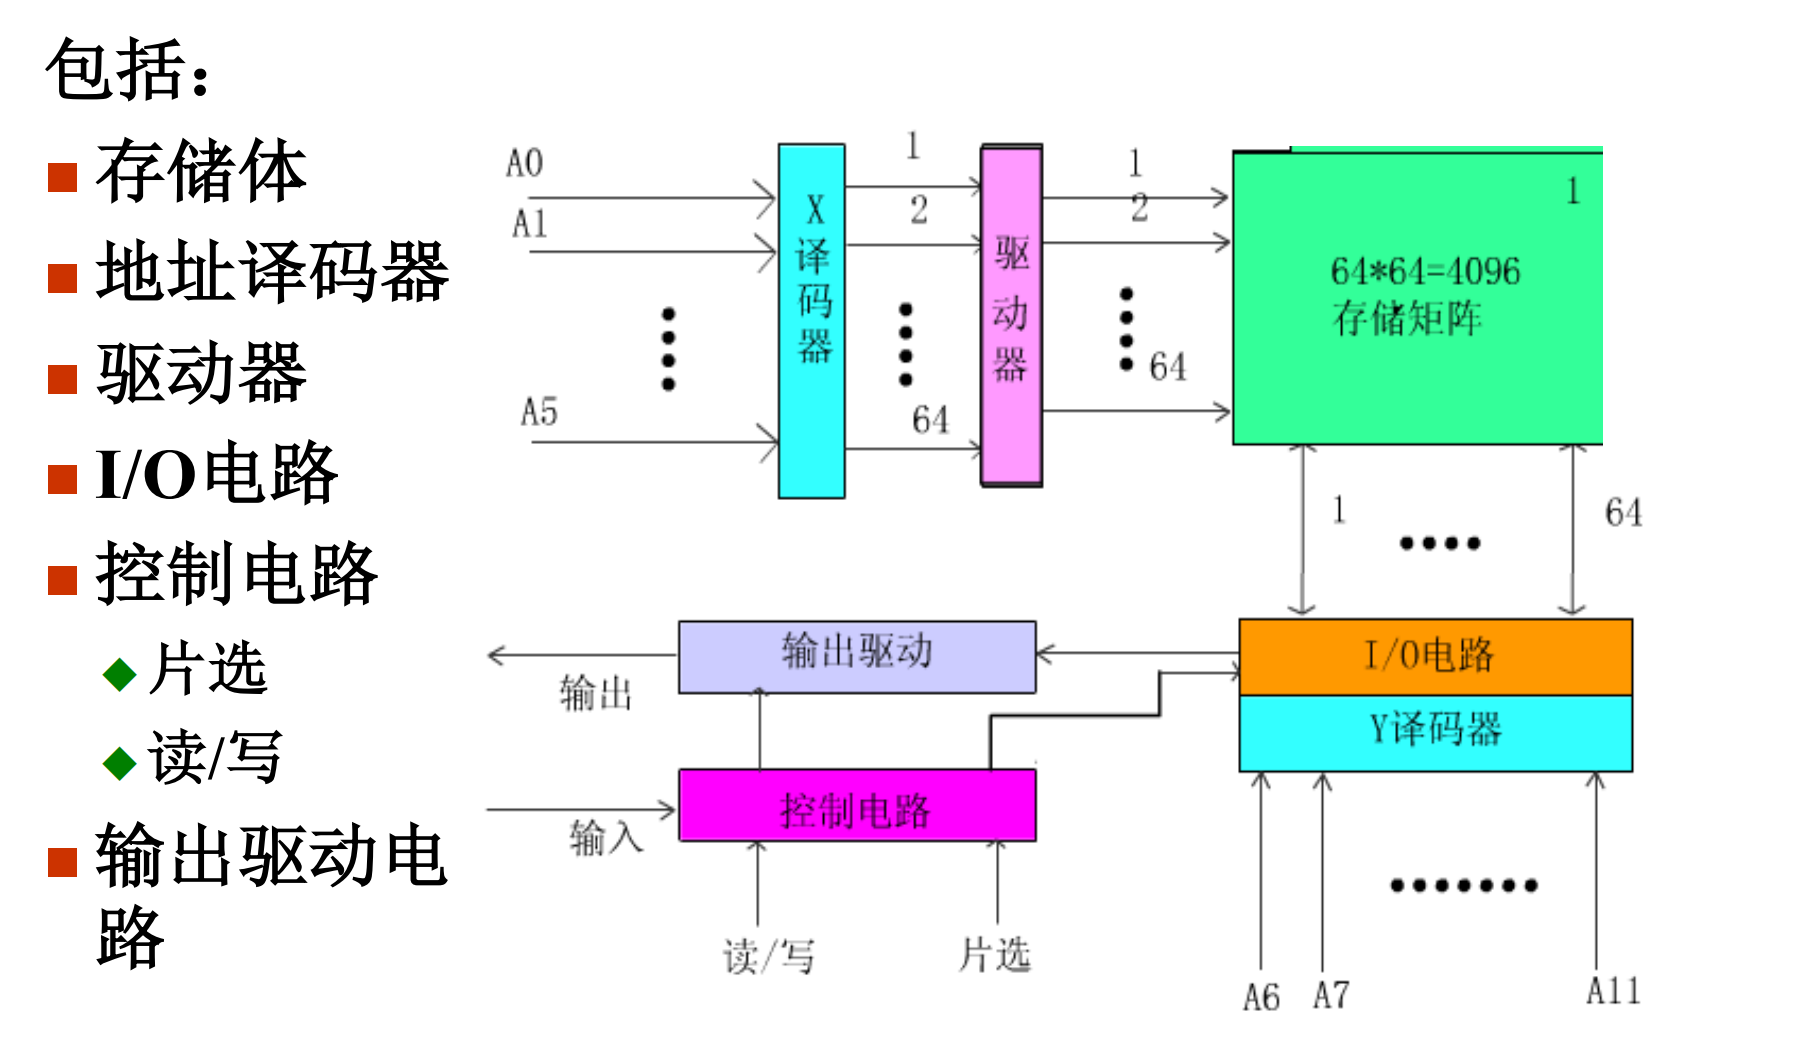 包括：
存储体
地址译码器
驱动器
I/O电路
控制电路
片选
读/写
输出驱动电
路
A0
A1
A5
X
译
码
器
1
2
64
驱
动
器
1
2
64
1
64*64=4096
存储矩阵
1
64
输出驱动
输出
I/O电路
Y译码器
控制电路
输入
读/写
片选
A6
A7
A11